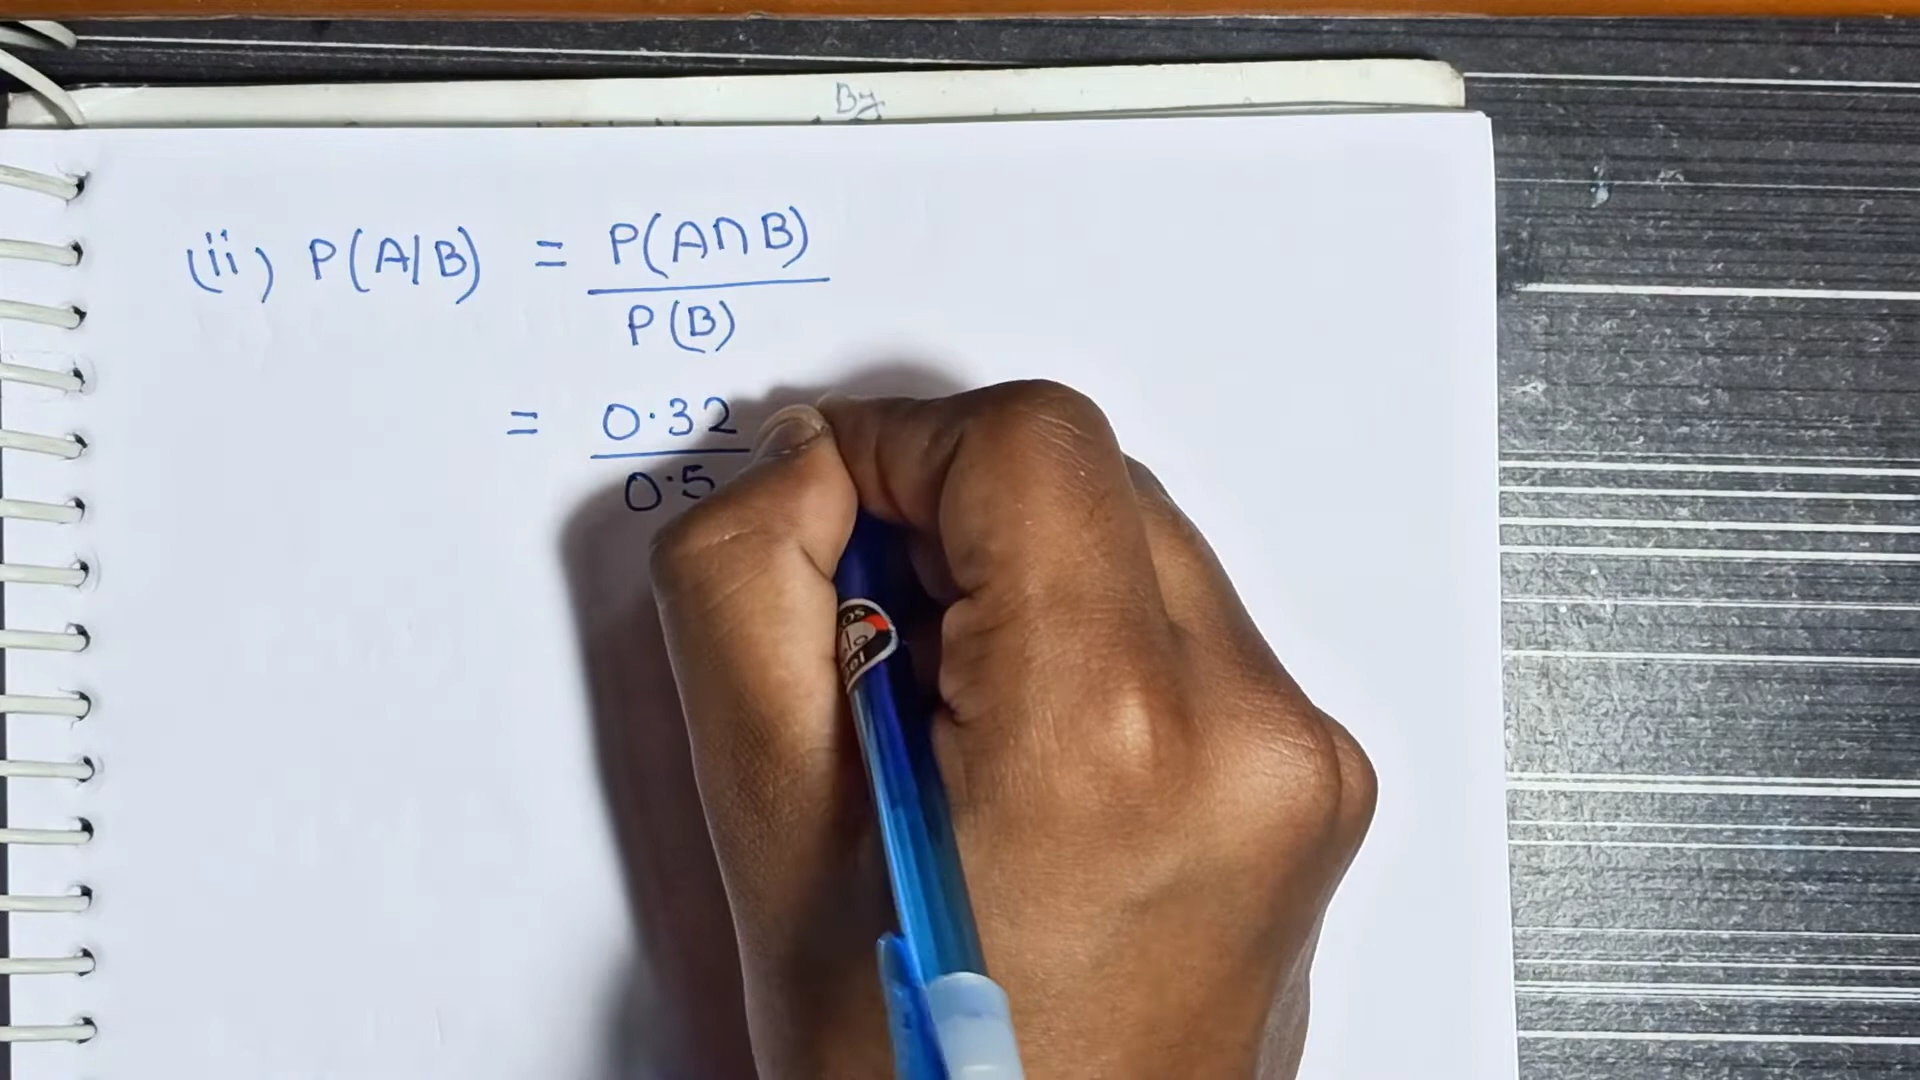 By
(ii) P(A|B) = P(A∩B)
P(B)
= 0.32
0.5